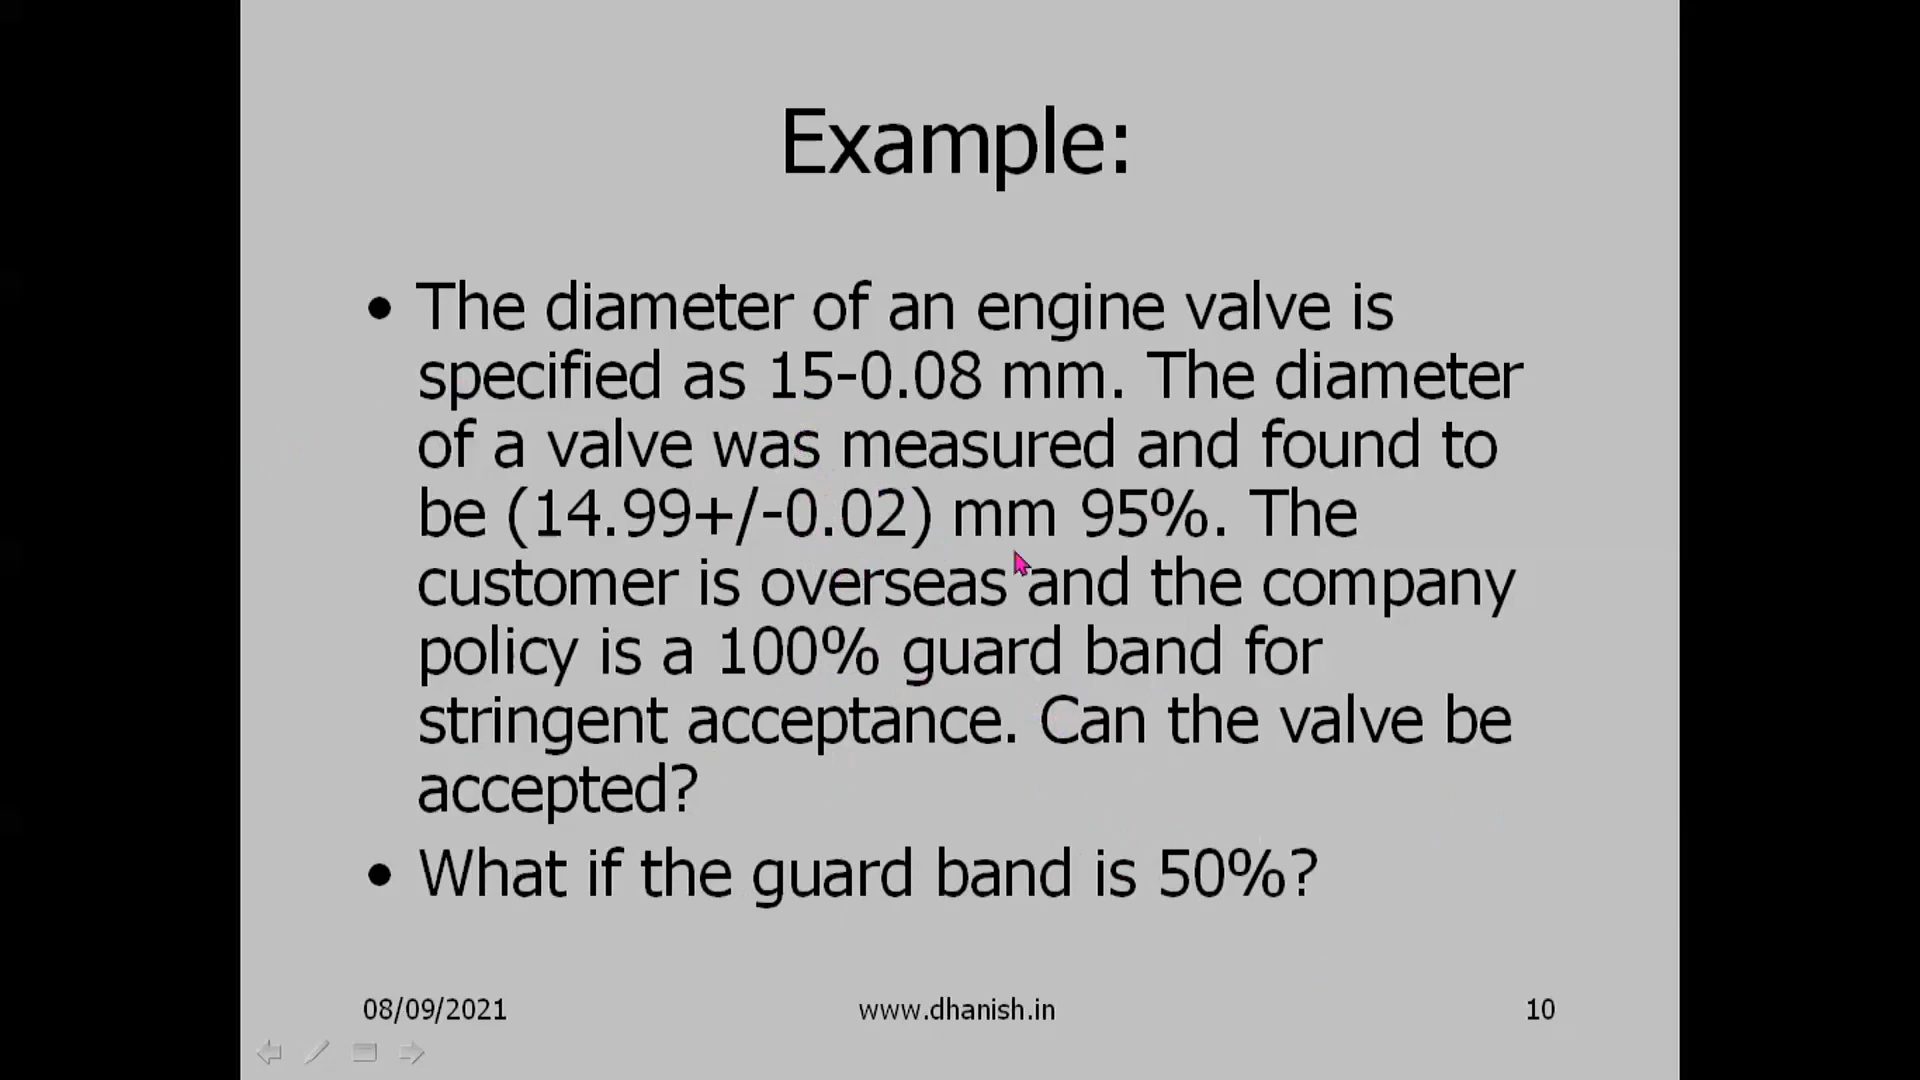 Example:
• The diameter of an engine valve is
specified as 15-0.08 mm. The diameter
of a valve was measured and found to
be (14.99+/-0.02) mm 95%. The
customer is overseas and the company
policy is a 100% guard band for
stringent acceptance. Can the valve be
accepted?
• What if the guard band is 50%?
08/09/2021
www.dhanish.in
10